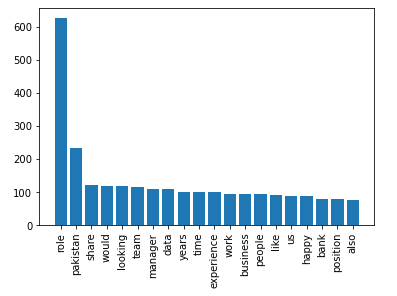 600
500
400
300
200
100
0
role
pakistan
share
would
looking
team
manager
data
years
time
experience
work
business
people
like
us
happy
bank
position
also